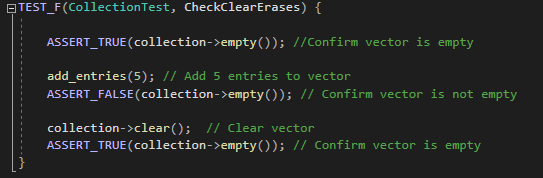 TEST_F(CollectionTest, CheckClearErases) {
ASSERT_TRUE(collection->empty()); //Confirm vector is empty
add_entries(5); // Add 5 entries to vector
ASSERT_FALSE(collection->empty()); // Confirm vector is not empty
collection->clear();  // Clear vector
ASSERT_TRUE(collection->empty()); // Confirm vector is empty
}